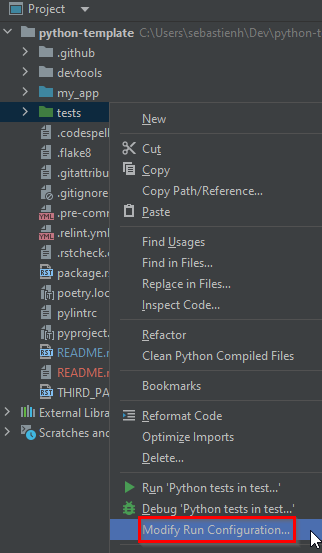 Project
python-template C:\Users\sebastienh\Dev\python-t
.github
devtools
my_app
tests
.codespell
.flake8
.gitattribut
.gitignore
.pre-comm
.relint.yml
.rstcheck.c
package.r
poetry.loc
pylintrc
pyproject.
README.r
README.r
THIRD_PA
External Libra
Scratches and
New
Cut
Copy
Copy Path/Reference...
Paste
Find Usages
Find in Files...
Replace in Files...
Inspect Code...
Refactor
Clean Python Compiled Files
Bookmarks
Reformat Code
Optimize Imports
Delete...
Run 'Python tests in test...'
Debug 'Python tests in test...'
Modify Run Configuration...